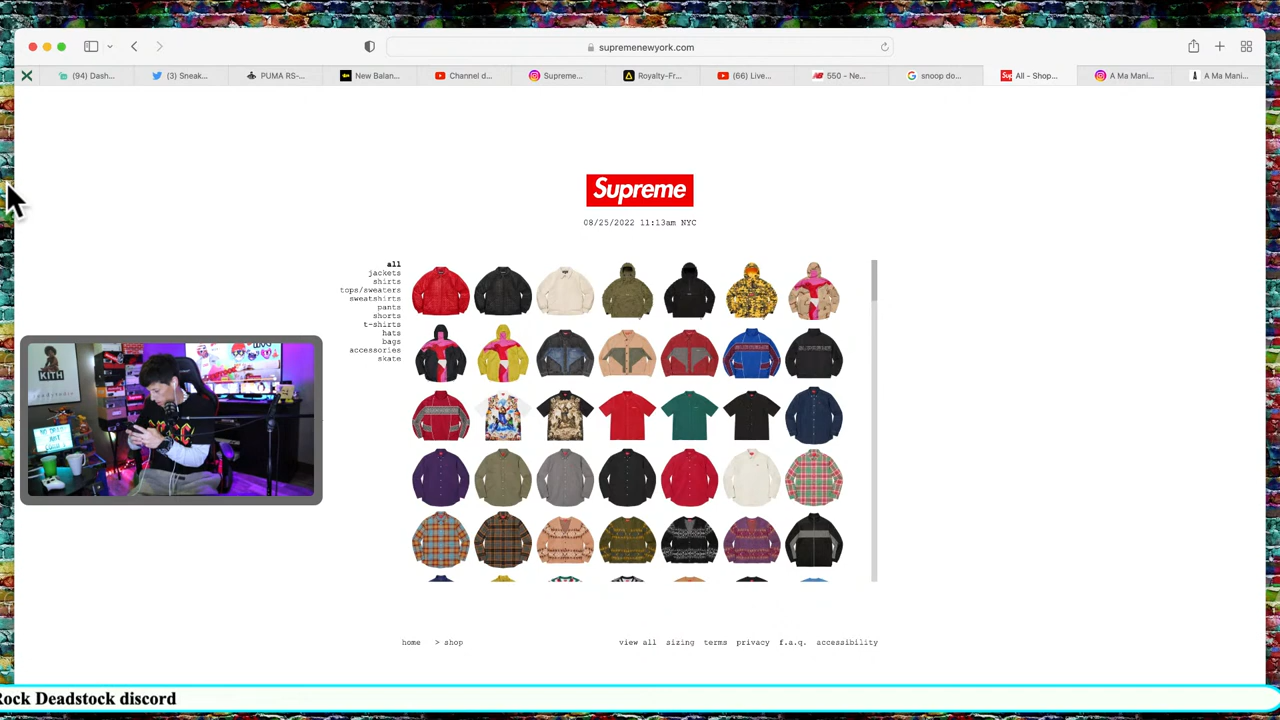 supremenewyork.com
(94) Dash... (3) Sneak... PUMA RS-... New Balan... Channel d... Supreme... Royalty-Fr... (66) Live... 550 - Ne... snoop do... All - Shop... A Ma Mani... A Ma Mani...
Supreme
08/25/2022 11:13am NYC
all
jackets
shirts
tops/sweaters
sweatshirts
pants
shorts
t-shirts
hats
bags
accessories
skate
KITH
home > shop
view all sizing terms privacy f.a.q. accessibility
Rock Deadstock discord